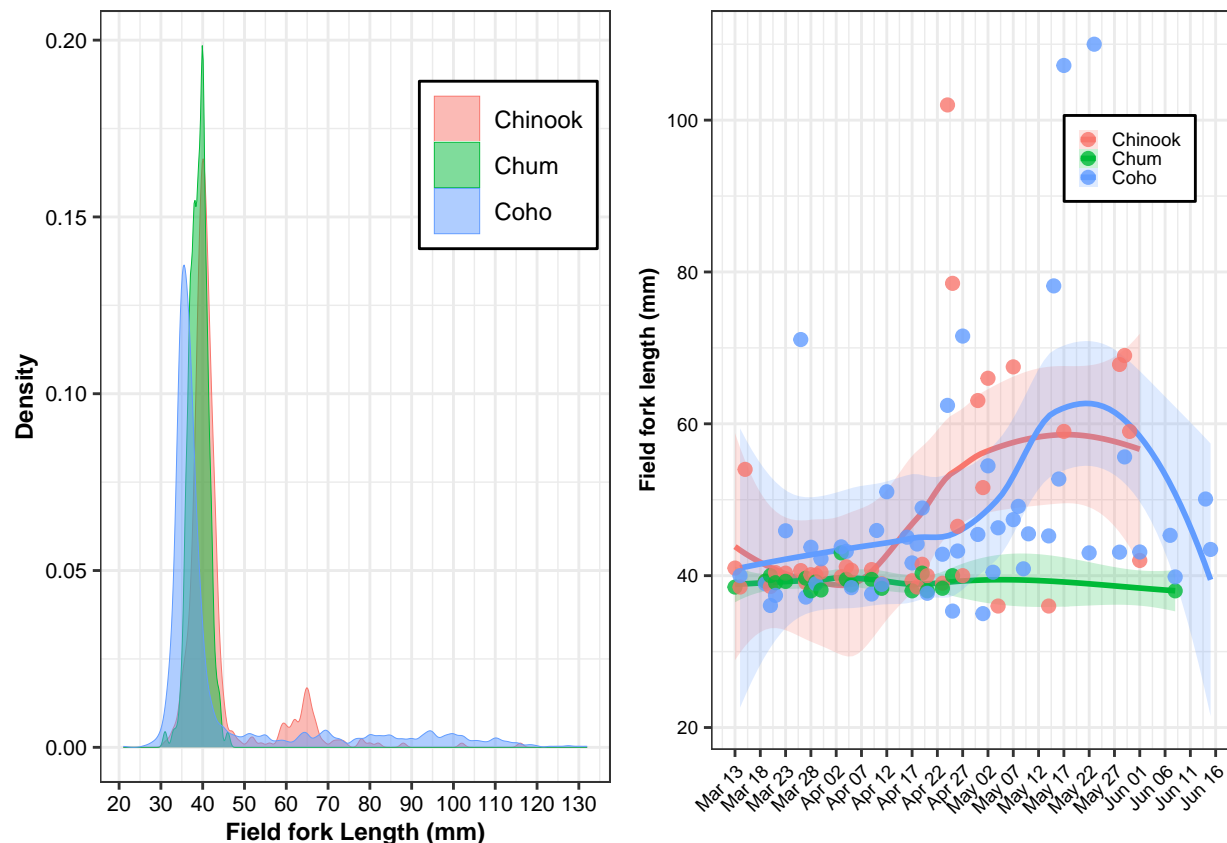 0.20
0.15
0.10
0.05
0.00
Density
Chinook
Chum
Coho
20 30 40 50 60 70 80 90 100 110 120 130
Field fork Length (mm)
100
80
60
40
20
Field fork length (mm)
Chinook
Chum
Coho
Mar 13 Mar 18 Mar 23 Mar 28 Apr 02 Apr 07 Apr 12 Apr 17 Apr 22 Apr 27 May 02 May 07 May 12 May 17 May 22 May 27 Jun 01 Jun 06 Jun 11 Jun 16